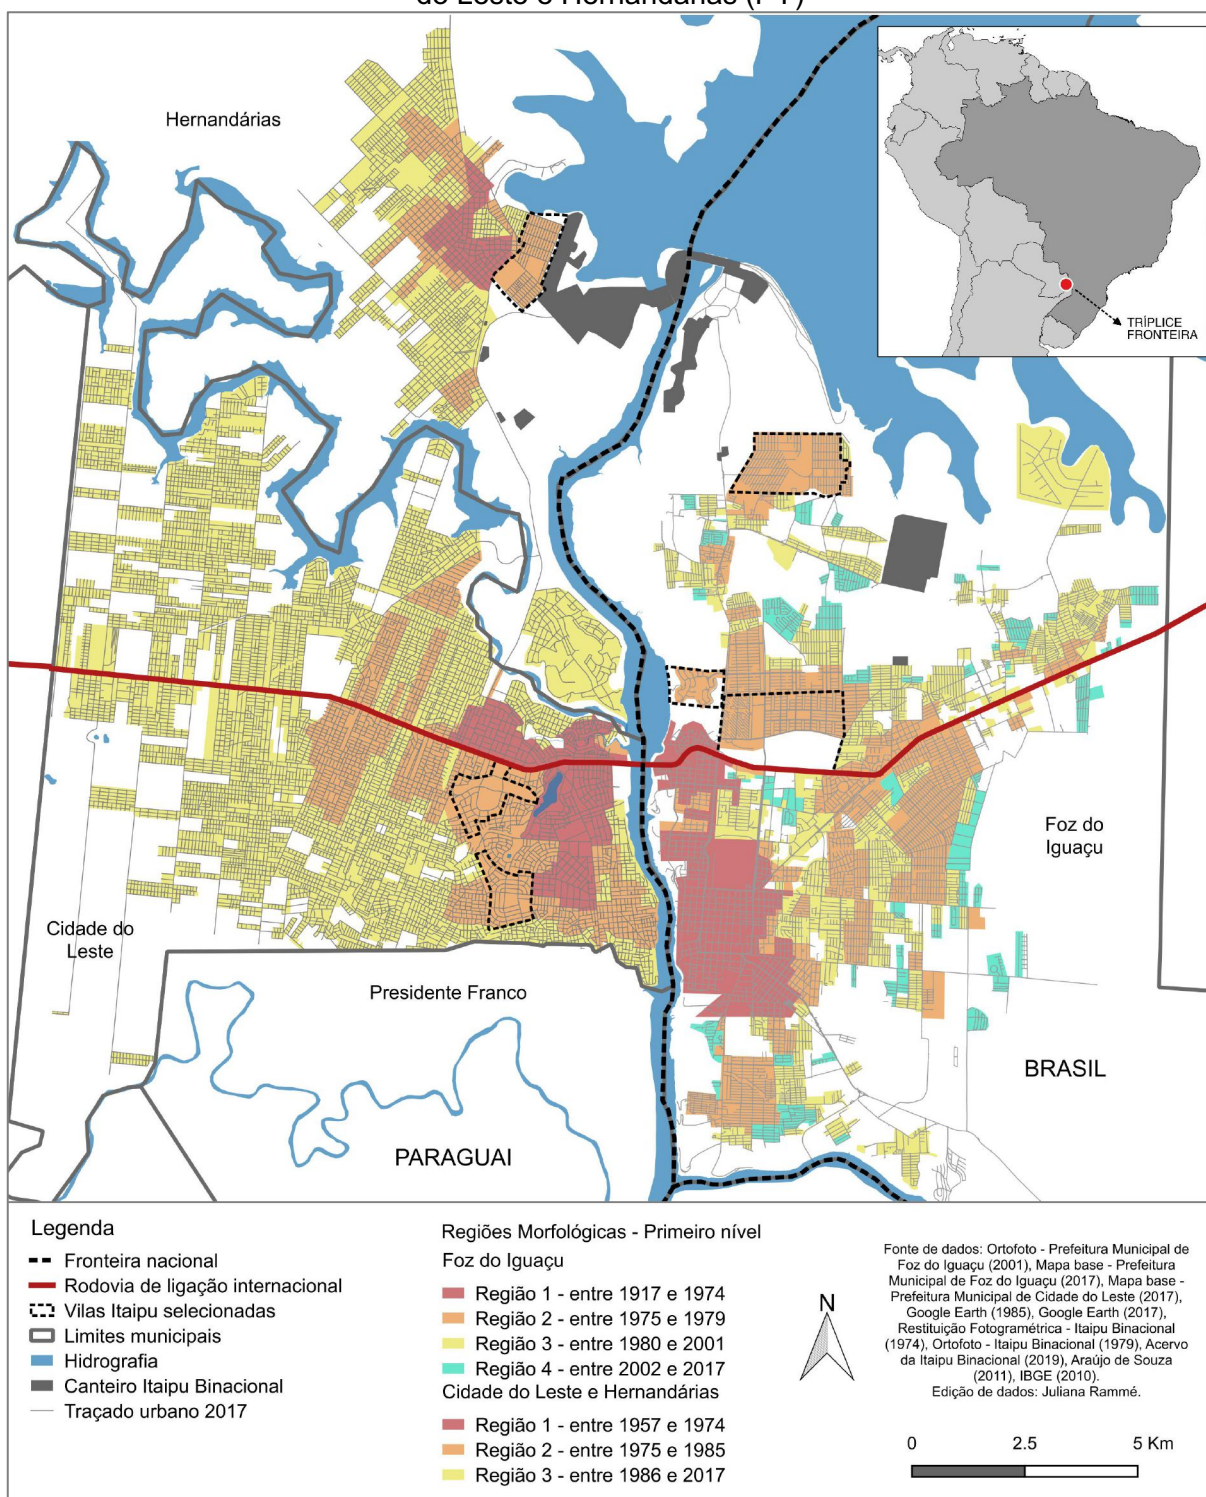 de Leste e Hernandárias (PY)
Hernandárias
TRÍPLICE
FRONTEIRA
Foz do
Iguaçu
Cidade do
Leste
Presidente Franco
BRASIL
PARAGUAI
Legenda
Fronteira nacional
Rodovia de ligação internacional
Vilas Itaipu selecionadas
Limites municipais
Hidrografia
Canteiro Itaipu Binacional
Traçado urbano 2017
Regiões Morfológicas - Primeiro nível
Foz do Iguaçu
Região 1 - entre 1917 e 1974
Região 2 - entre 1975 e 1979
Região 3 - entre 1980 e 2001
Região 4 - entre 2002 e 2017
Cidade do Leste e Hernandárias
Região 1 - entre 1957 e 1974
Região 2 - entre 1975 e 1985
Região 3 - entre 1986 e 2017
N
Fonte de dados: Ortofoto - Prefeitura Municipal de
Foz do Iguaçu (2001), Mapa base - Prefeitura
Municipal de Foz do Iguaçu (2017), Mapa base -
Prefeitura Municipal de Cidade do Leste (2017),
Google Earth (1985), Google Earth (2017),
Restituição Fotogramétrica - Itaipu Binacional
(1974), Ortofoto - Itaipu Binacional (1979), Acervo
da Itaipu Binacional (2019), Araújo de Souza
(2011), IBGE (2010).
Edição de dados: Juliana Rammé.
0 2.5 5 Km